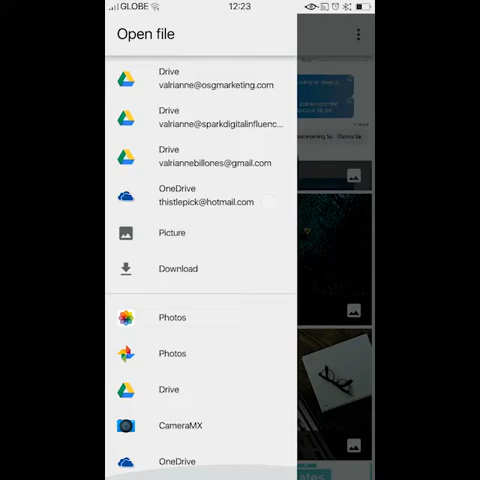 GLOBE
12:23
Open file
Drive
valrianne@osgmarketing.com
Drive
valrianne@sparkdigitalinfluenc...
Drive
valriannebillones@gmail.com
OneDrive
thistlepick@hotmail.com
Picture
Download
Photos
Photos
Drive
CameraMX
OneDrive